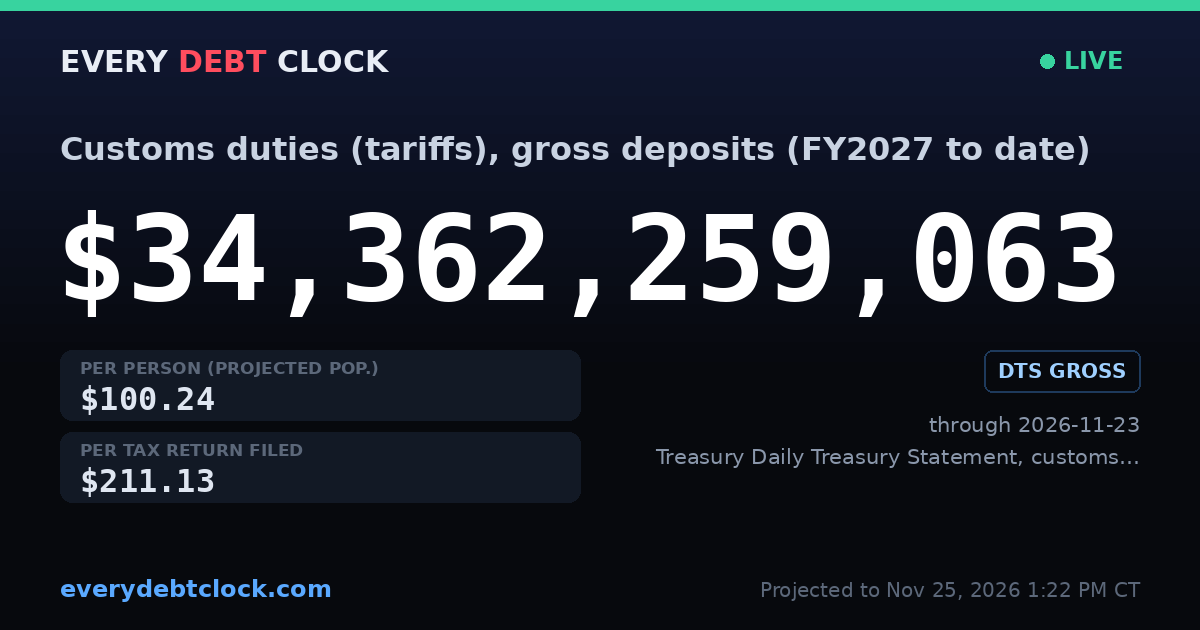 EVERY DEBT CLOCK
LIVE
Customs duties (tariffs), gross deposits (FY2027 to date)
$34,362,259,063
PER PERSON (PROJECTED POP.)
$100.24
PER TAX RETURN FILED
$211.13
DTS GROSS
through 2026-11-23
Treasury Daily Treasury Statement, customs…
everydebtclock.com
Projected to Nov 25, 2026 1:22 PM CT